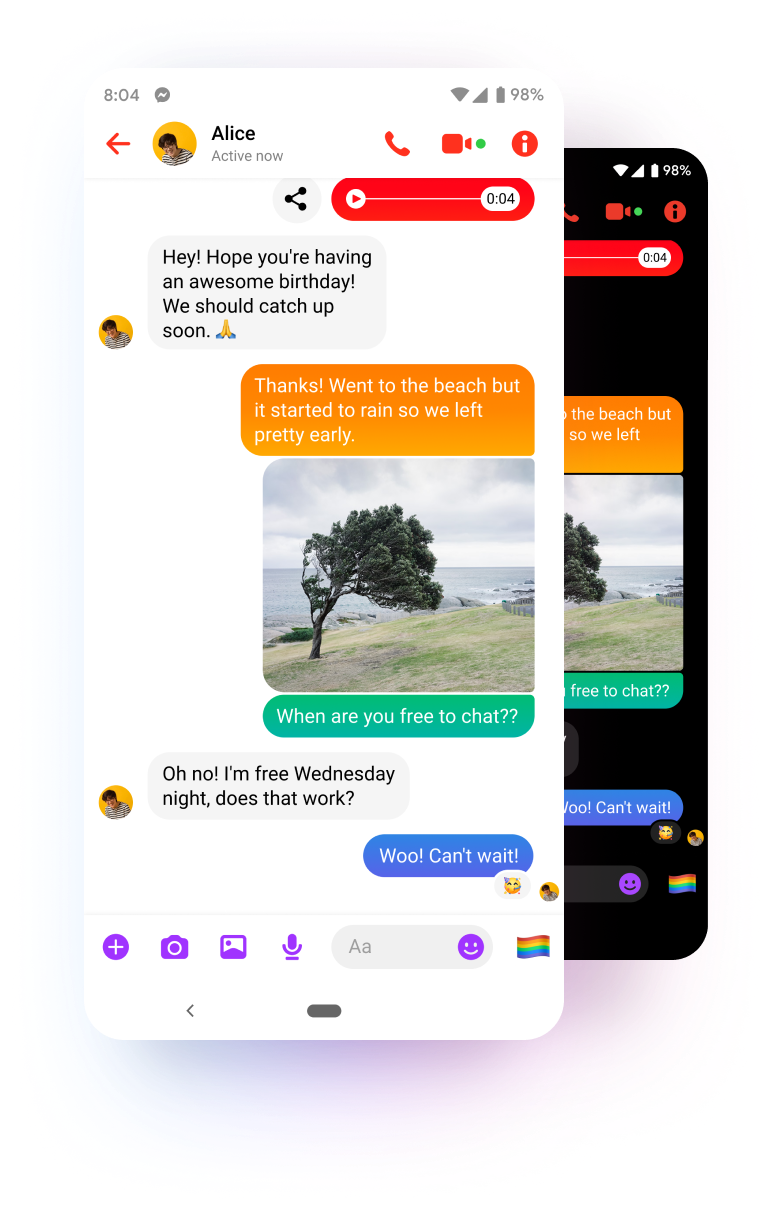 8:04
98%
Alice
Active now
0:04
Hey! Hope you're having
an awesome birthday!
We should catch up
soon. 🙏
Thanks! Went to the beach but
it started to rain so we left
pretty early.
When are you free to chat??
Oh no! I'm free Wednesday
night, does that work?
Woo! Can't wait!
Aa
98%
0:04
the beach but
so we left
free to chat??
Can't wait!